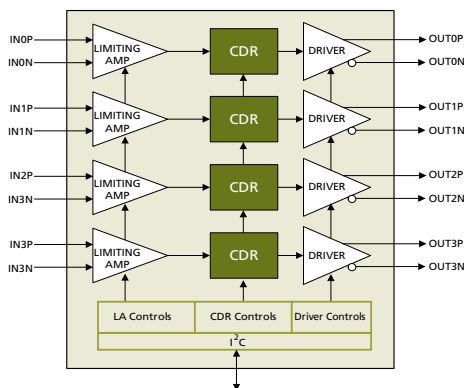 IN0P
IN0N
LIMITING
AMP
CDR
DRIVER
OUT0P
OUT0N
IN1P
IN1N
LIMITING
AMP
CDR
DRIVER
OUT1P
OUT1N
IN2P
IN3N
LIMITING
AMP
CDR
DRIVER
OUT2P
OUT2N
IN3P
IN3N
LIMITING
AMP
CDR
DRIVER
OUT3P
OUT3N
LA Controls
CDR Controls
Driver Controls
I²C